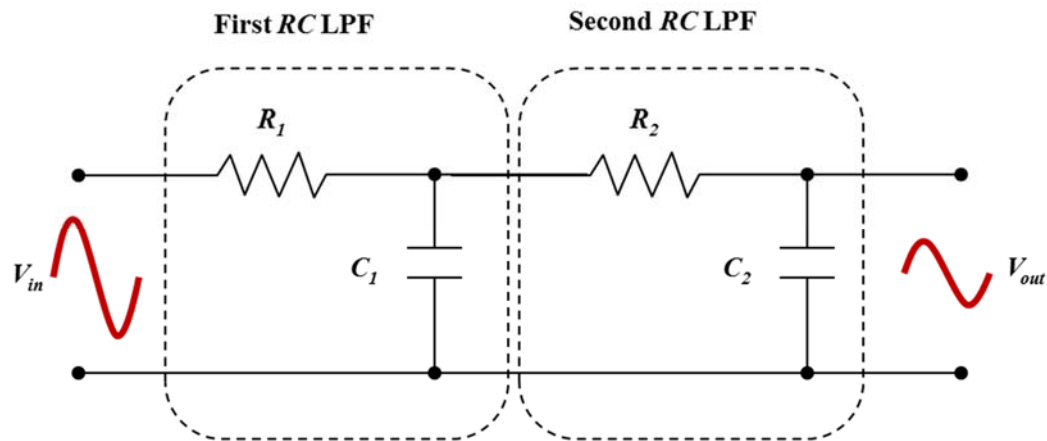 First RC LPF
Second RC LPF
R1
R2
Vin
C1
C2
Vout